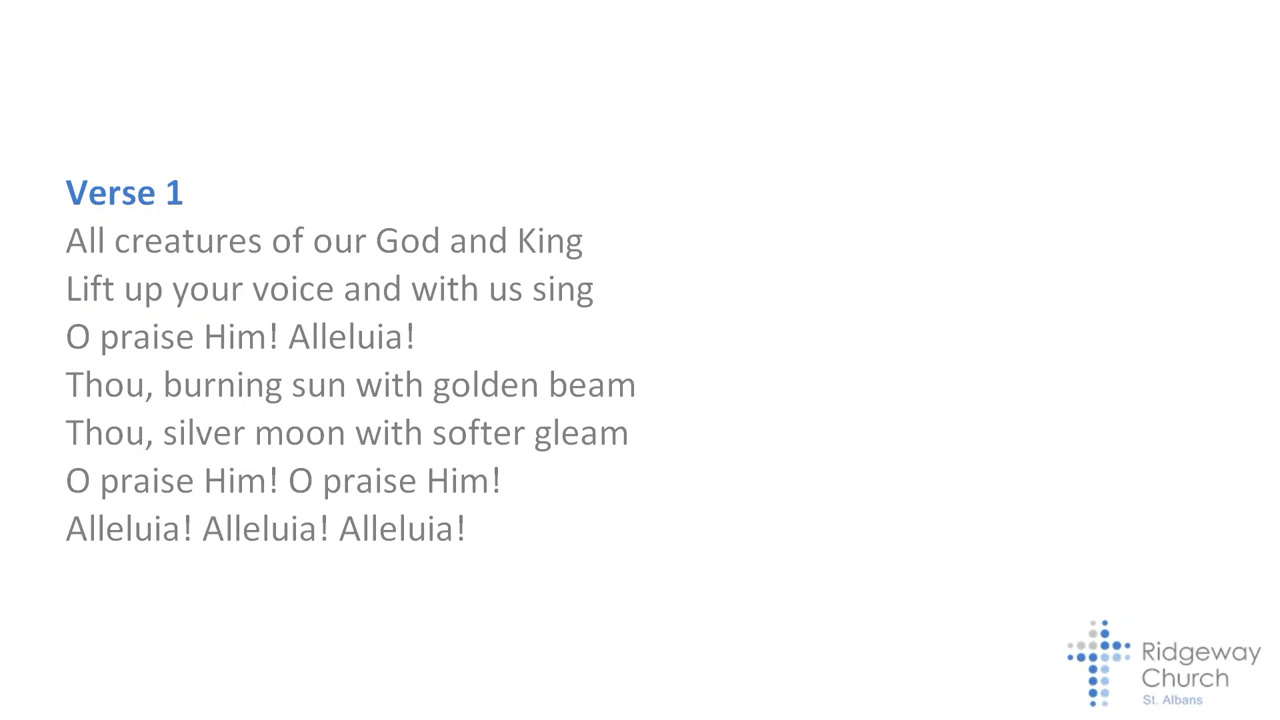 Verse 1
All creatures of our God and King
Lift up your voice and with us sing
O praise Him! Alleluia!
Thou, burning sun with golden beam
Thou, silver moon with softer gleam
O praise Him! O praise Him!
Alleluia! Alleluia! Alleluia!
Ridgeway
Church
St. Albans